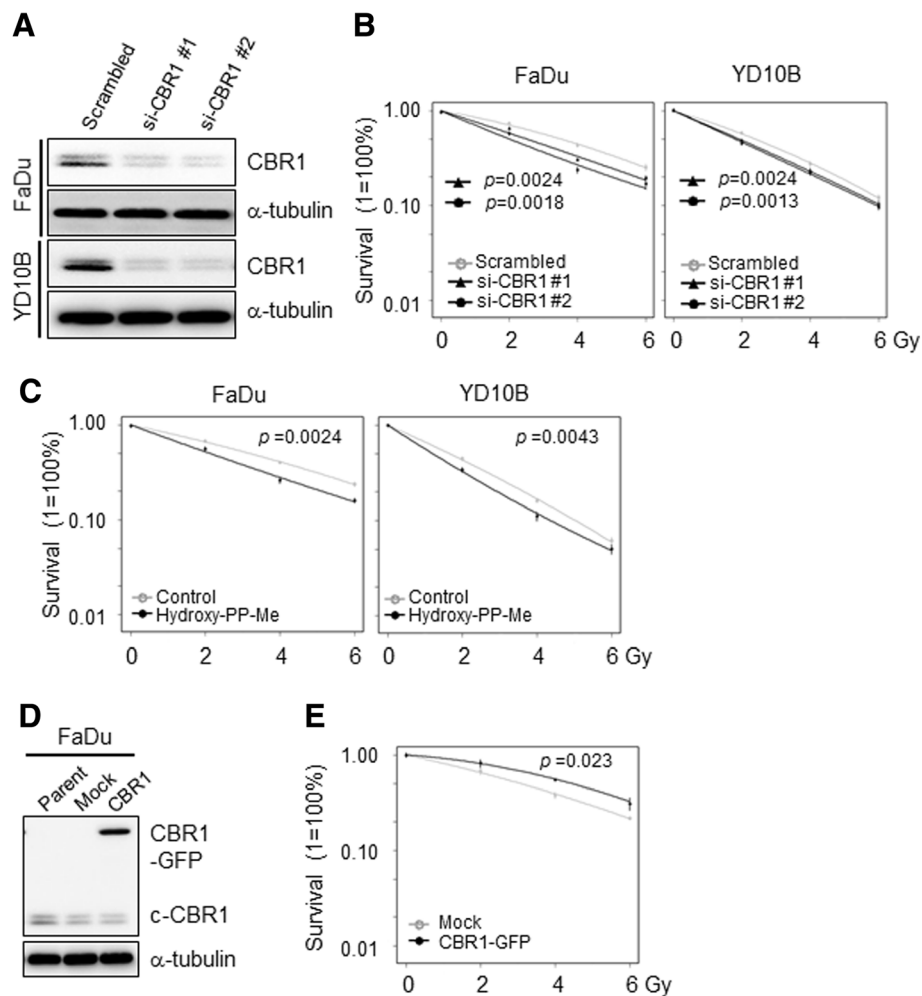 A
Scrambled
si-CBR1 #1
si-CBR1 #2
FaDu
CBR1
α-tubulin
YD10B
CBR1
α-tubulin
B
FaDu
YD10B
Survival (1=100%)
1.00
0.10
0.01
p=0.0024
p=0.0018
Scrambled
si-CBR1 #1
si-CBR1 #2
0 2 4 6
p=0.0024
p=0.0013
Scrambled
si-CBR1 #1
si-CBR1 #2
0 2 4 6 Gy
C
FaDu
YD10B
Survival (1=100%)
1.00
0.10
0.01
p=0.0024
Control
Hydroxy-PP-Me
0 2 4 6
p=0.0043
Control
Hydroxy-PP-Me
0 2 4 6 Gy
D
FaDu
Parent
Mock
CBR1
CBR1
-GFP
c-CBR1
α-tubulin
E
Survival (1=100%)
1.00
0.10
0.01
p=0.023
Mock
CBR1-GFP
0 2 4 6 Gy